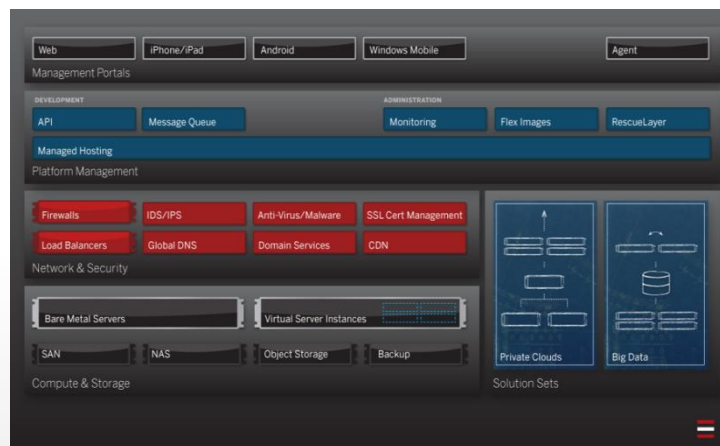 Web
iPhone/iPad
Android
Windows Mobile
Agent
Management Portals
DEVELOPMENT
ADMINISTRATION
API
Message Queue
Monitoring
Flex Images
RescueLayer
Managed Hosting
Platform Management
Firewalls
IDS/IPS
Anti-Virus/Malware
SSL Cert Management
Load Balancers
Global DNS
Domain Services
CDN
Network & Security
Bare Metal Servers
Virtual Server Instances
SAN
NAS
Object Storage
Backup
Compute & Storage
Private Clouds
Big Data
Solution Sets